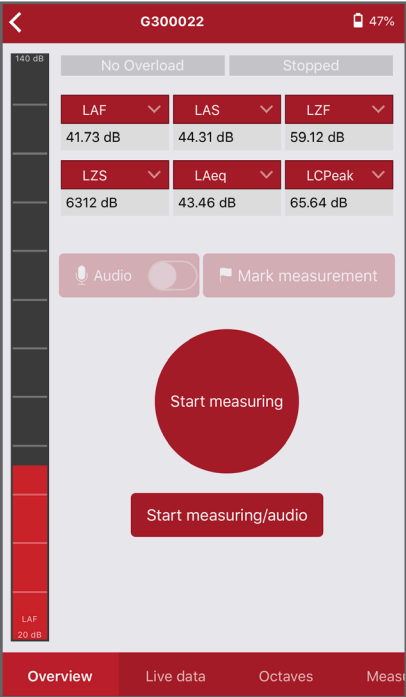 G300022
47%
140 dB
No Overload
Stopped
LAF
LAS
LZF
41.73 dB
44.31 dB
59.12 dB
LZS
LAeq
LCPeak
6312 dB
43.46 dB
65.64 dB
Audio
Mark measurement
Start measuring
Start measuring/audio
LAF
20 dB
Overview
Live data
Octaves
Measu